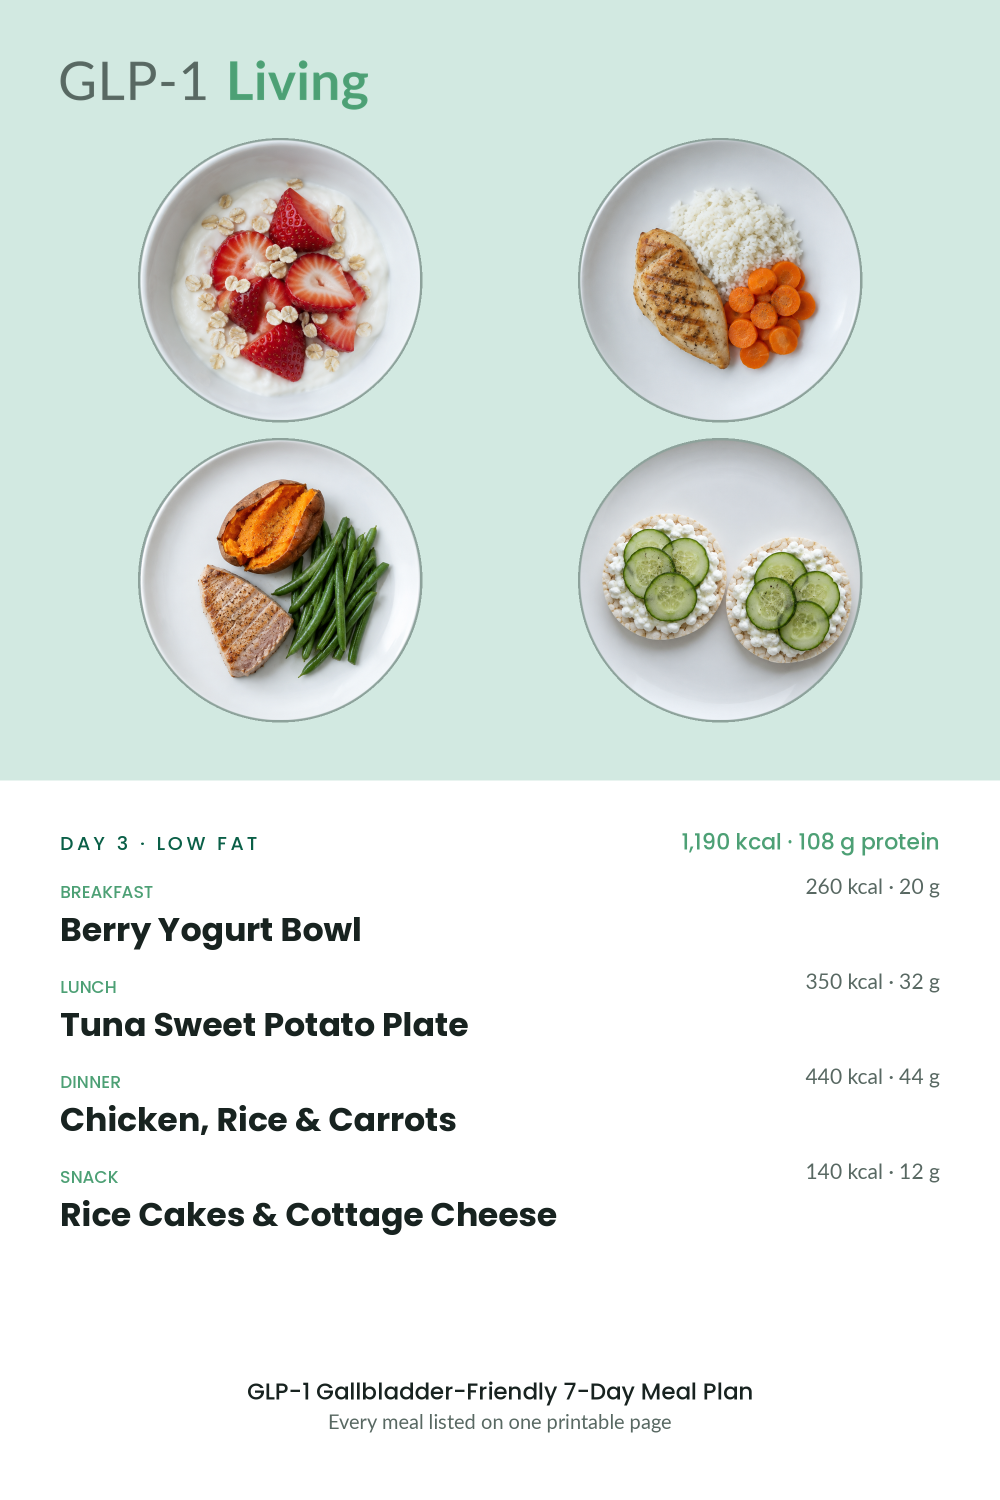 GLP-1 Living
DAY 3 · LOW FAT
1,190 kcal · 108 g protein
BREAKFAST
260 kcal · 20 g
Berry Yogurt Bowl
LUNCH
350 kcal · 32 g
Tuna Sweet Potato Plate
DINNER
440 kcal · 44 g
Chicken, Rice & Carrots
SNACK
140 kcal · 12 g
Rice Cakes & Cottage Cheese
GLP-1 Gallbladder-Friendly 7-Day Meal Plan
Every meal listed on one printable page